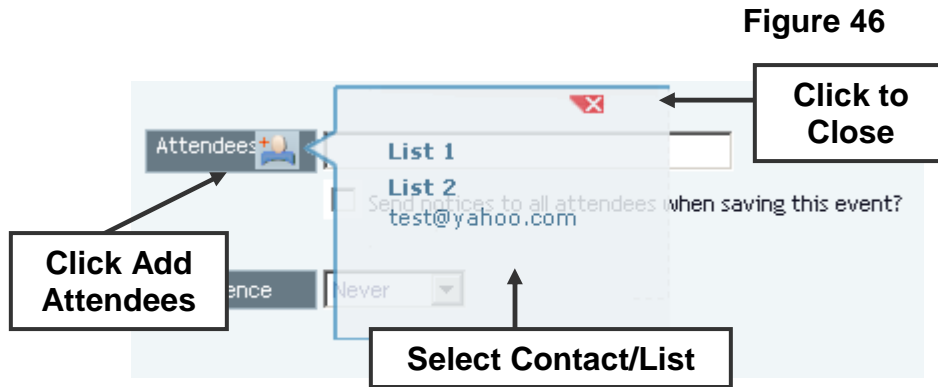 Figure 46
Click to
Close
Attendees
List 1
List 2
Send notices to all attendees when saving this event?
test@yahoo.com
Click Add
Attendees
ence
Never
Select Contact/List